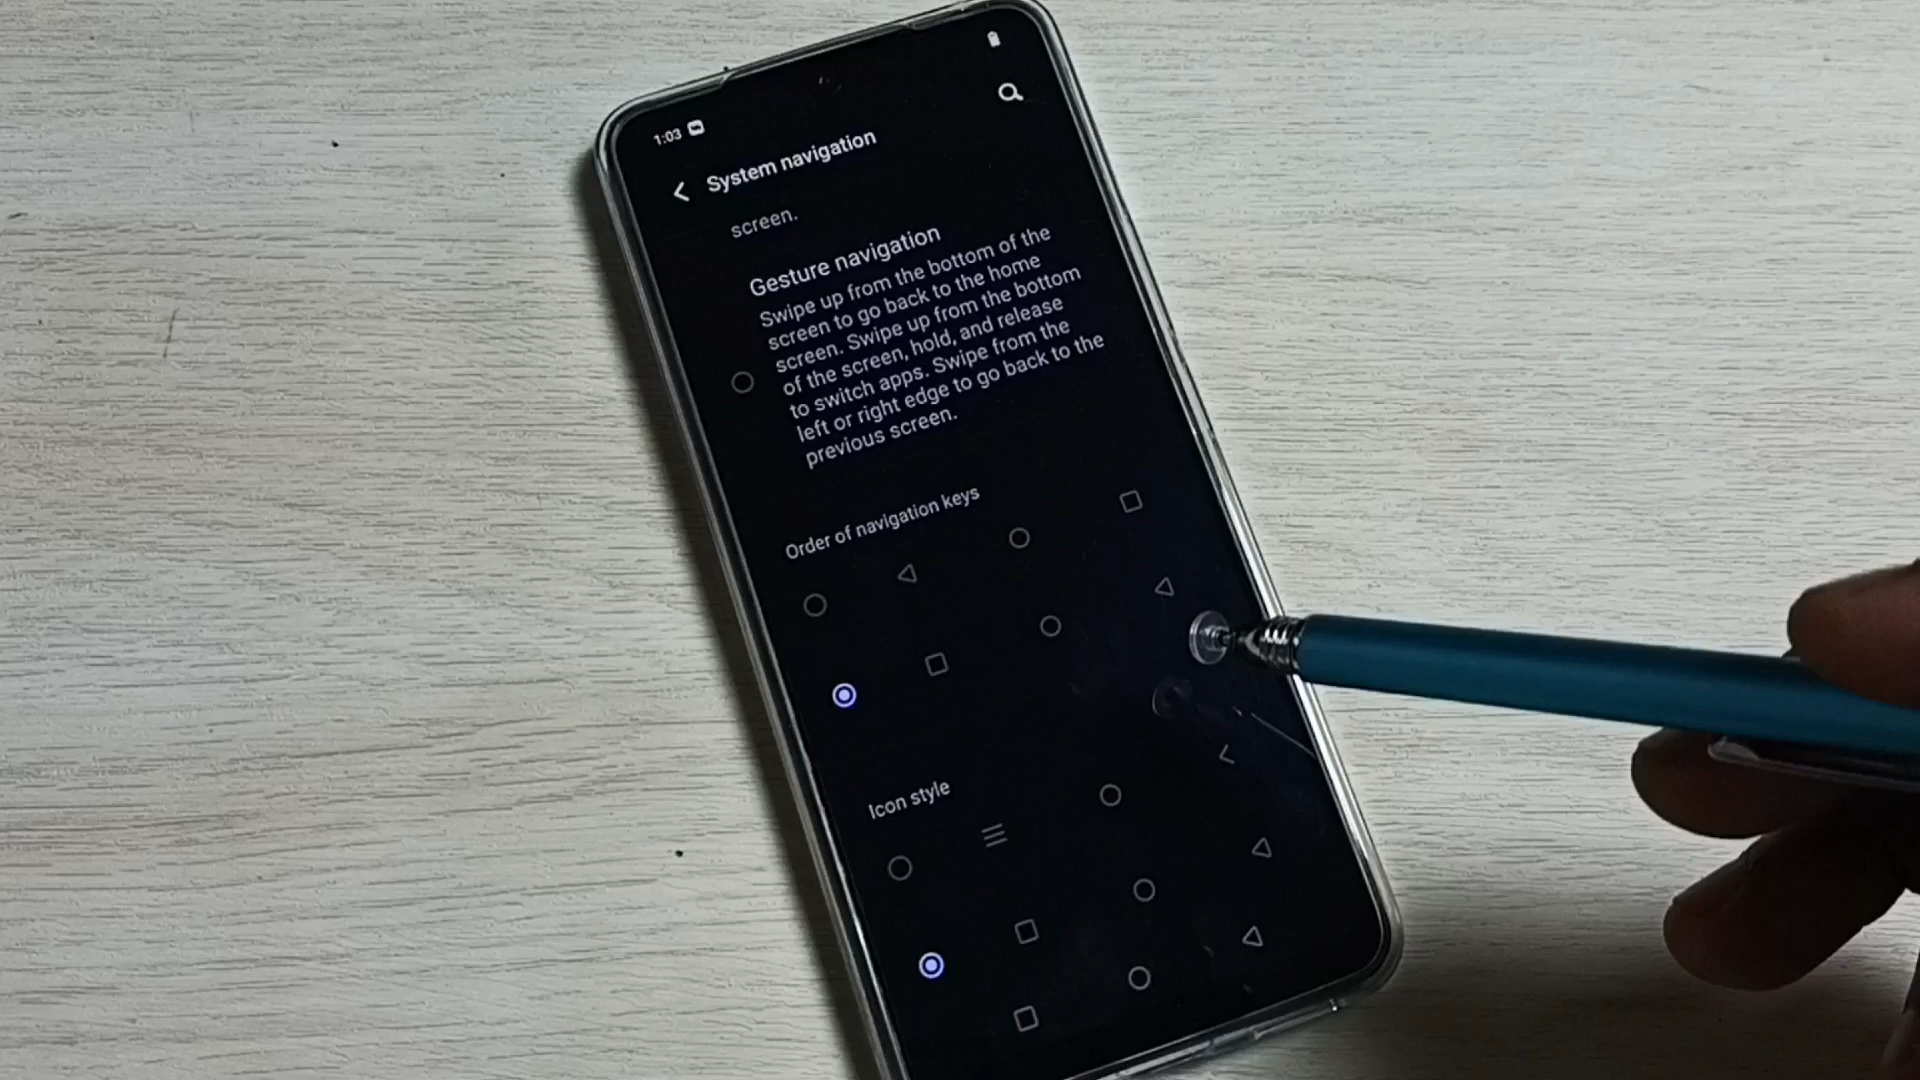 1:03
System navigation
screen.
Gesture navigation
Swipe up from the bottom of the
screen to go back to the home
screen. Swipe up from the bottom
of the screen, hold, and release
to switch apps. Swipe from the
left or right edge to go back to the
previous screen.
Order of navigation keys
Icon style